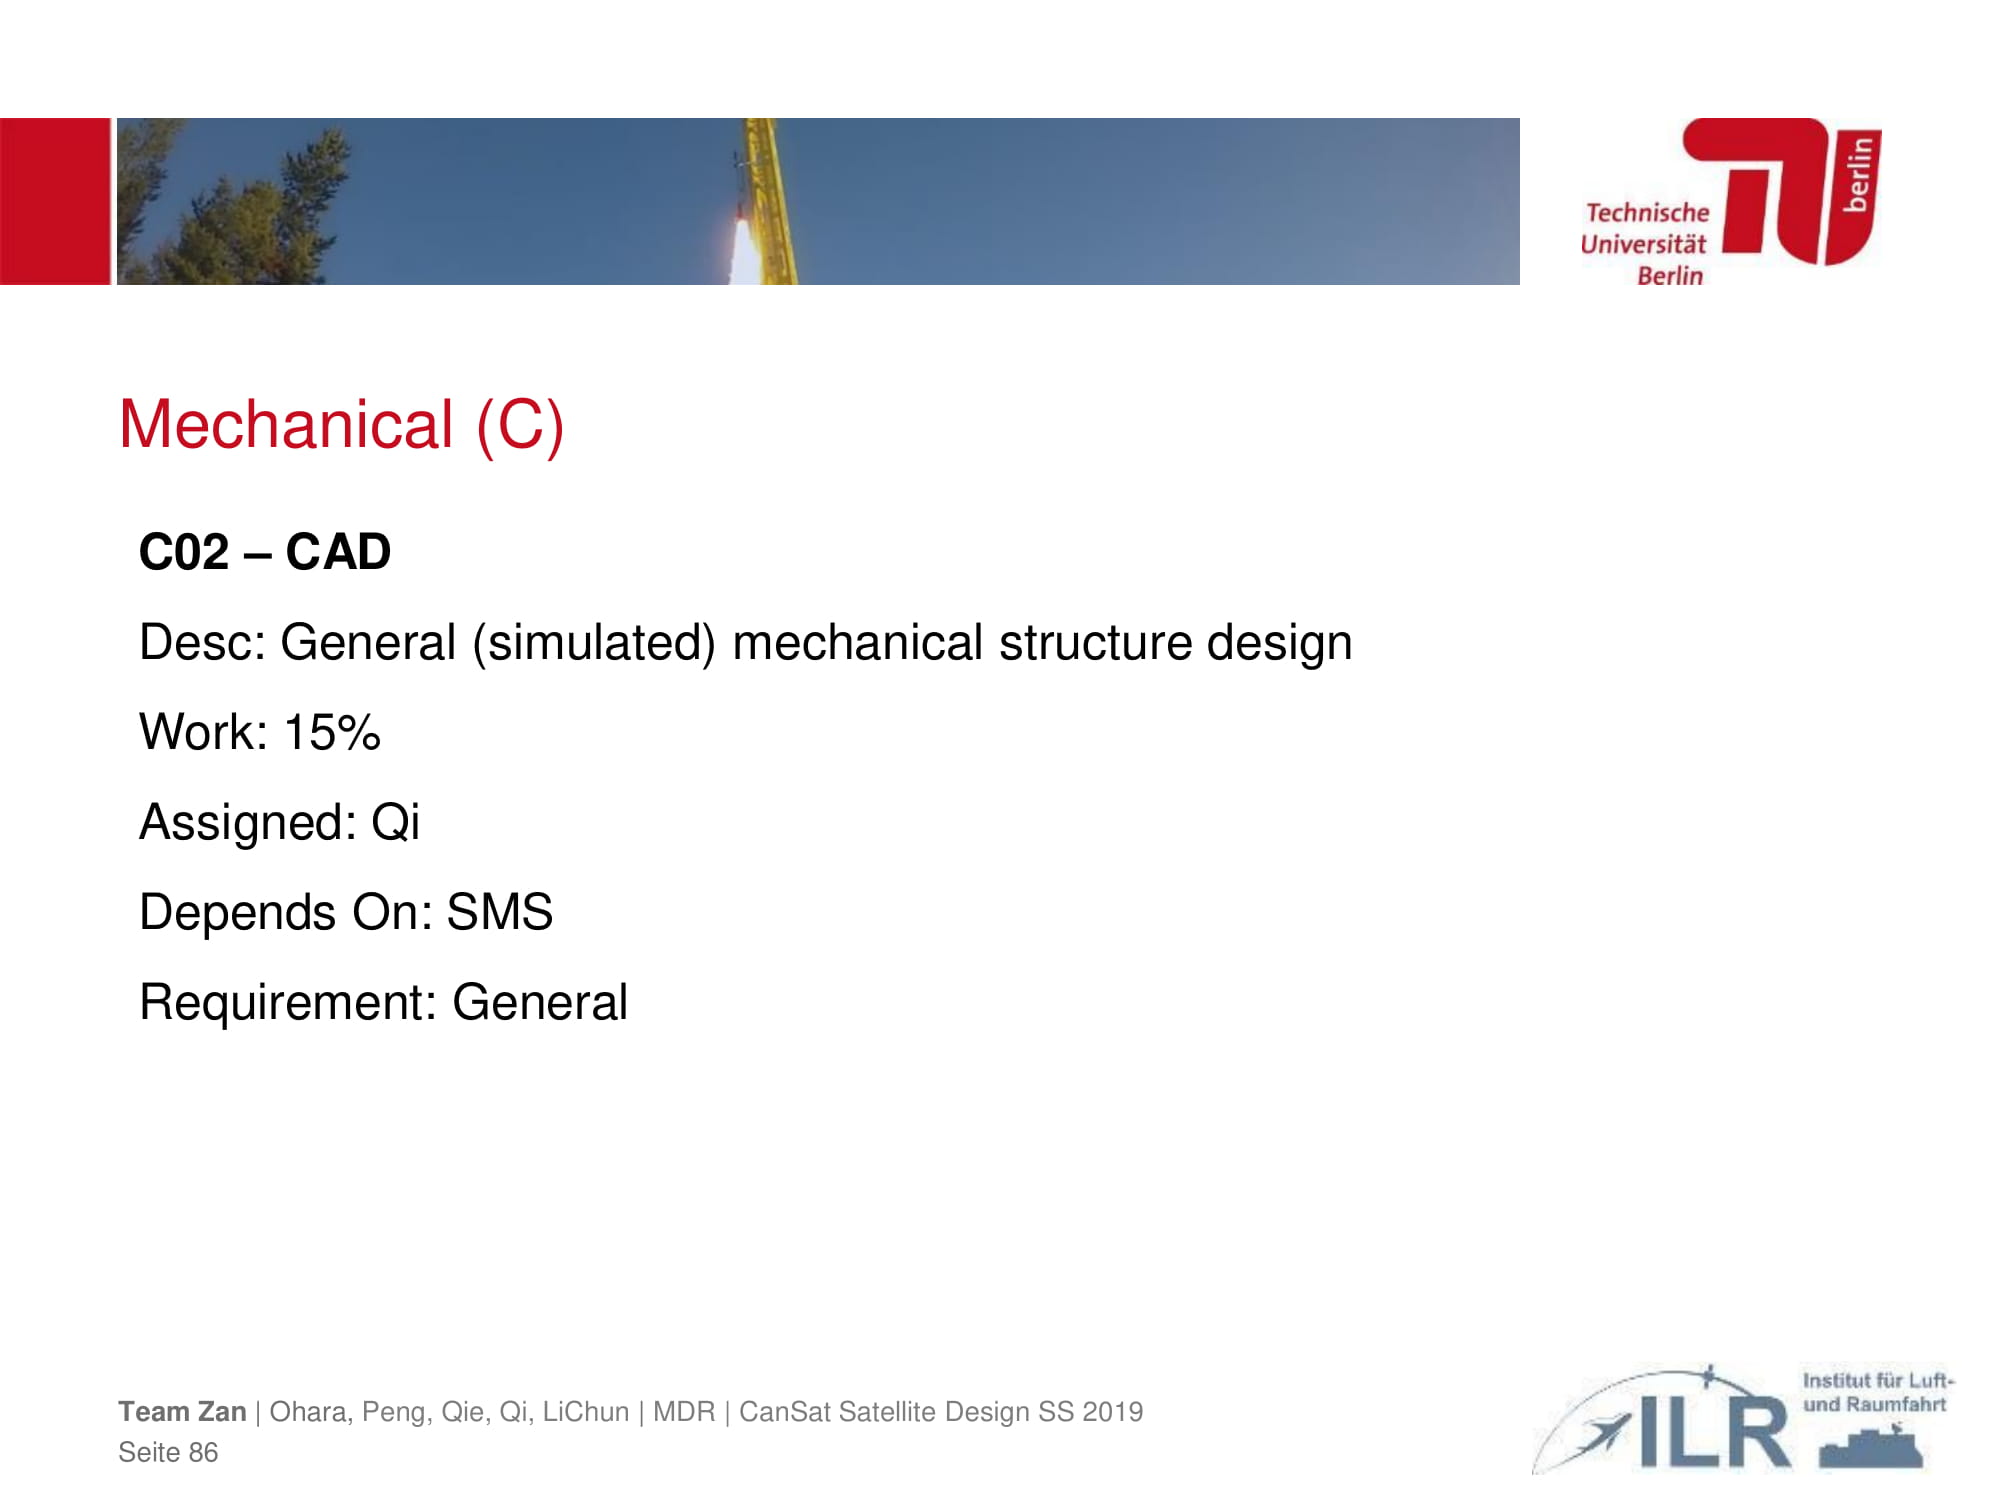 Technische
Universität
Berlin
berlin
Mechanical (C)
C02 – CAD
Desc: General (simulated) mechanical structure design
Work: 15%
Assigned: Qi
Depends On: SMS
Requirement: General
Team Zan | Ohara, Peng, Qie, Qi, LiChun | MDR | CanSat Satellite Design SS 2019
Seite 86
ILR
Institut für Luft-
und Raumfahrt